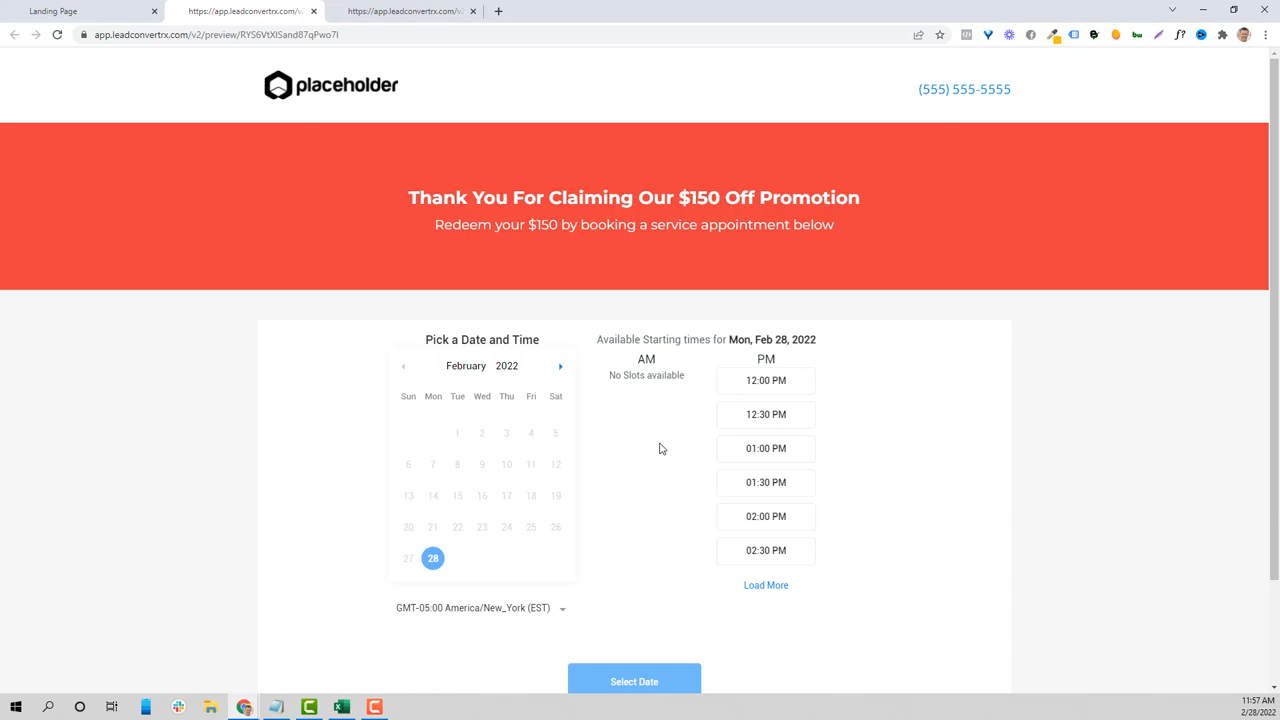 Landing Page
https://app.leadconvertrx.com/v2
https://app.leadconvertrx.com/v2
app.leadconvertrx.com/v2/preview/RYS6VtXlSand87qPwo7I
placeholder
(555) 555-5555
Thank You For Claiming Our $150 Off Promotion
Redeem your $150 by booking a service appointment below
Pick a Date and Time
February 2022
Sun Mon Tue Wed Thu Fri Sat
1 2 3 4 5
6 7 8 9 10 11 12
13 14 15 16 17 18 19
20 21 22 23 24 25 26
27 28
GMT-05:00 America/New_York (EST)
Available Starting times for Mon, Feb 28, 2022
AM
No Slots available
PM
12:00 PM
12:30 PM
01:00 PM
01:30 PM
02:00 PM
02:30 PM
Load More
Select Date
11:57 AM
2/28/2022